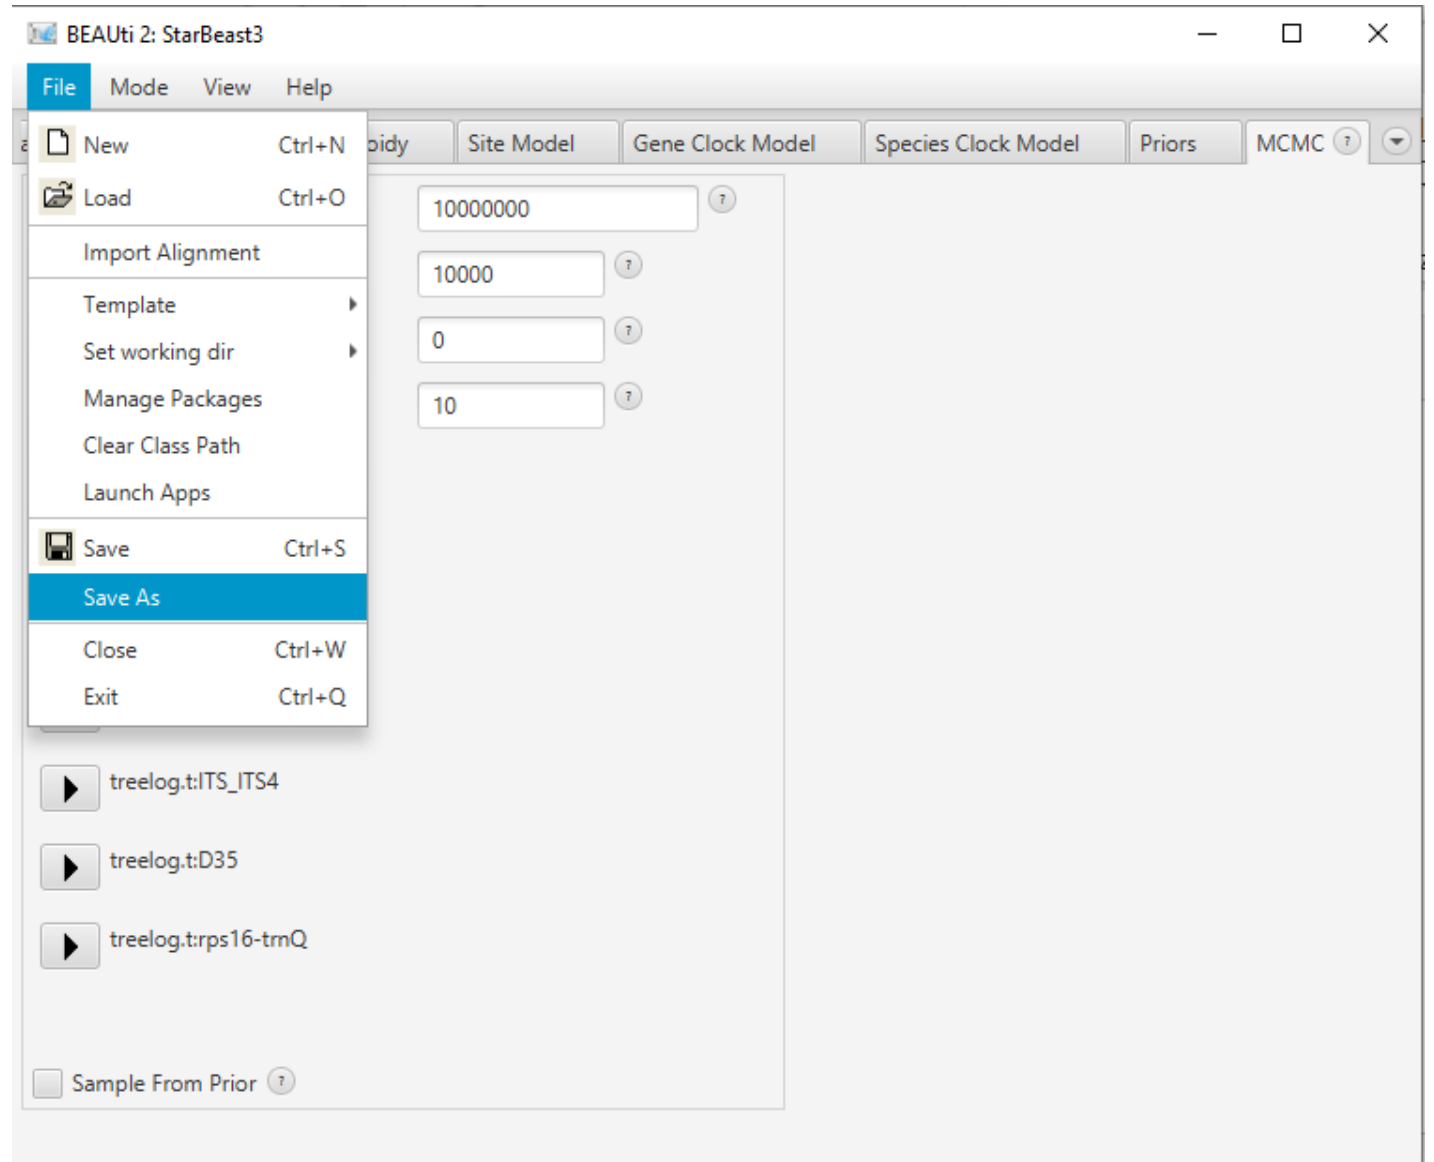 BEAUti 2: StarBeast3
File Mode View Help
oidy Site Model Gene Clock Model Species Clock Model Priors MCMC ?
New Ctrl+N
Load Ctrl+O
10000000 ?
Import Alignment
10000 ?
Template
0 ?
Set working dir
Manage Packages
10 ?
Clear Class Path
Launch Apps
Save Ctrl+S
Save As
Close Ctrl+W
Exit Ctrl+Q
treelog.t:ITS_ITS4
treelog.t:D35
treelog.t:rps16-trnQ
Sample From Prior ?